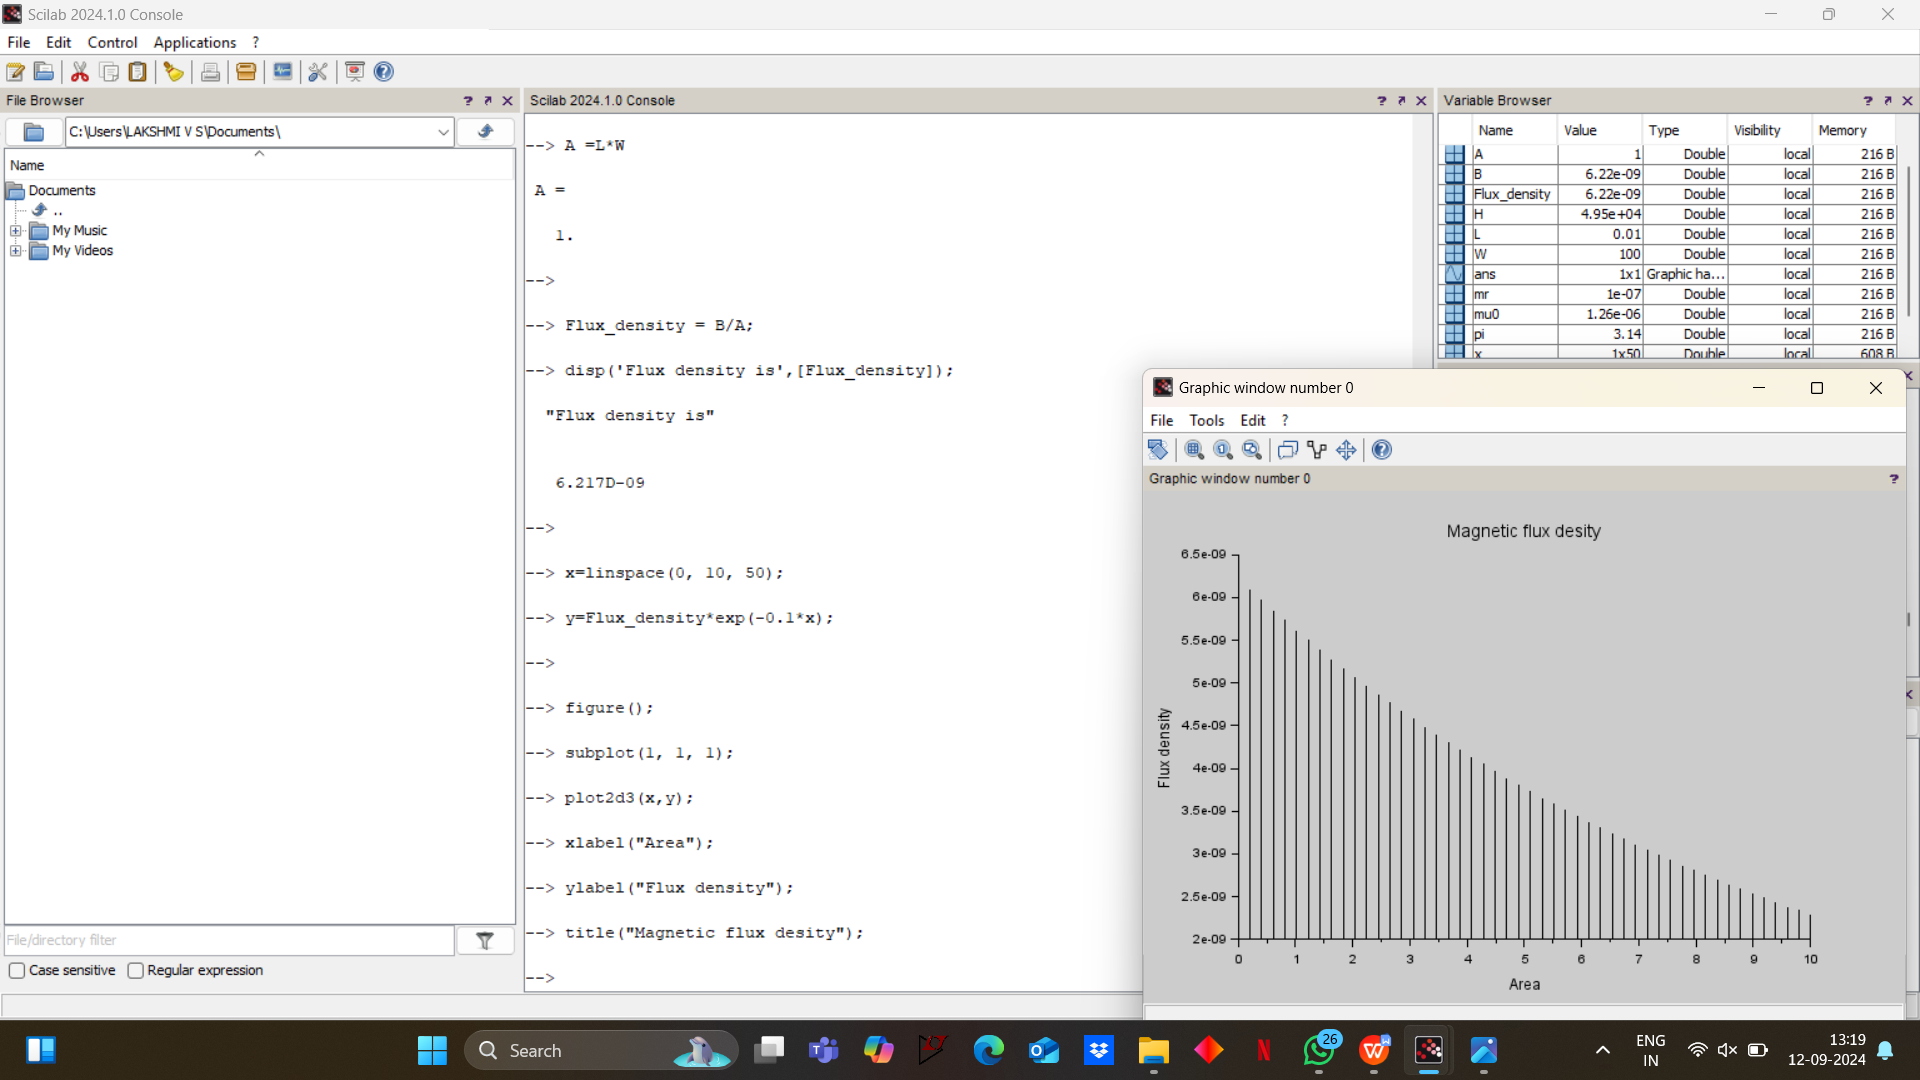 Scilab 2024.1.0 Console
File Edit Control Applications ?
File Browser ? ↗ ✕
C:\Users\LAKSHMI V S\Documents\
Name
Documents
..
My Music
My Videos
File/directory filter
Case sensitive Regular expression
Scilab 2024.1.0 Console ? ↗ ✕
--> A =L*W
A =
1.
-->
--> Flux_density = B/A;
--> disp('Flux density is',[Flux_density]);
"Flux density is"
6.217D-09
-->
--> x=linspace(0, 10, 50);
--> y=Flux_density*exp(-0.1*x);
-->
--> figure();
--> subplot(1, 1, 1);
--> plot2d3(x,y);
--> xlabel("Area");
--> ylabel("Flux density");
--> title("Magnetic flux desity");
-->
Variable Browser ? ↗ ✕
Name Value Type Visibility Memory
A 1 Double local 216 B
B 6.22e-09 Double local 216 B
Flux_density 6.22e-09 Double local 216 B
H 4.95e+04 Double local 216 B
L 0.01 Double local 216 B
W 100 Double local 216 B
ans 1x1 Graphic ha... local 216 B
mr 1e-07 Double local 216 B
mu0 1.26e-06 Double local 216 B
pi 3.14 Double local 216 B
x 1x50 Double local 608 B
Graphic window number 0
File Tools Edit ?
Graphic window number 0 ?
Magnetic flux desity
6.5e-09
6e-09
5.5e-09
5e-09
4.5e-09
4e-09
3.5e-09
3e-09
2.5e-09
2e-09
Flux density
0 1 2 3 4 5 6 7 8 9 10
Area
Search
26
ENG
IN
13:19
12-09-2024